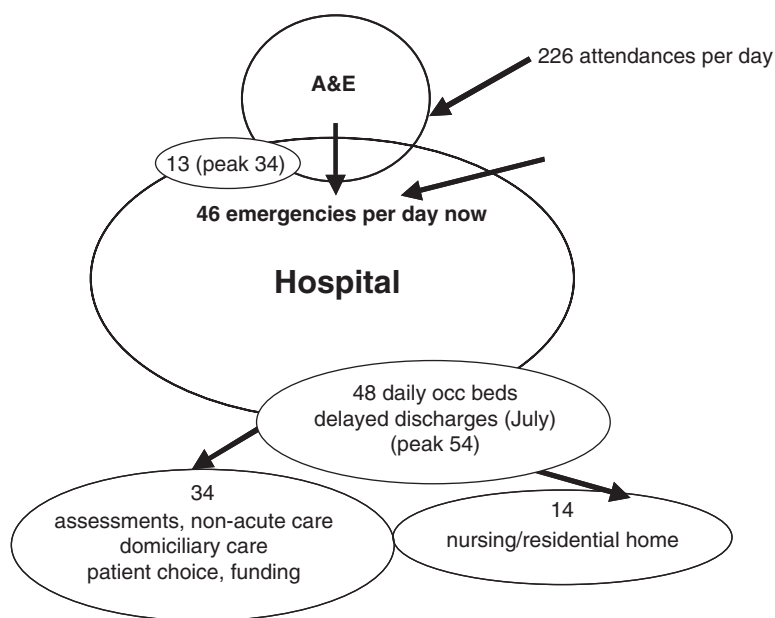 226 attendances per day
A&E
13 (peak 34)
46 emergencies per day now
Hospital
48 daily occ beds
delayed discharges (July)
(peak 54)
34
assessments, non-acute care
domiciliary care
patient choice, funding
14
nursing/residential home